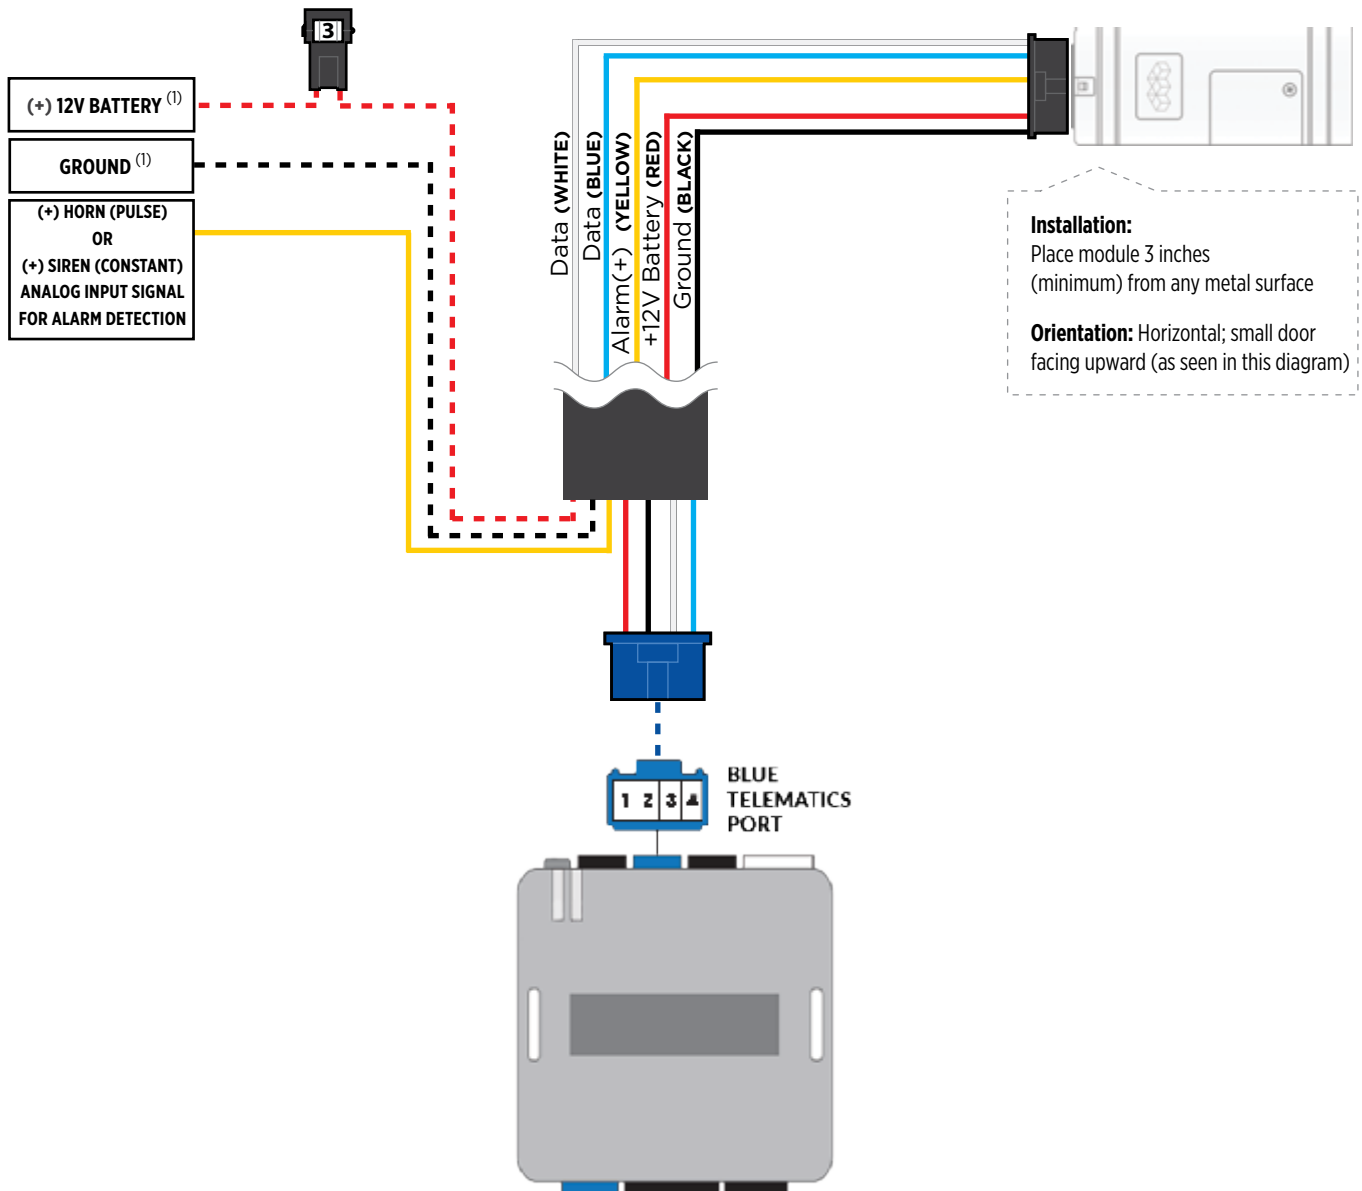 3
(+) 12V BATTERY (1)
GROUND (1)
(+) HORN (PULSE)
OR
(+) SIREN (CONSTANT)
ANALOG INPUT SIGNAL
FOR ALARM DETECTION
Data (WHITE)
Data (BLUE)
Alarm(+) (YELLOW)
+12V Battery (RED)
Ground (BLACK)
Installation:
Place module 3 inches
(minimum) from any metal surface
Orientation: Horizontal; small door
facing upward (as seen in this diagram)
1 2 3 4
BLUE
TELEMATICS
PORT